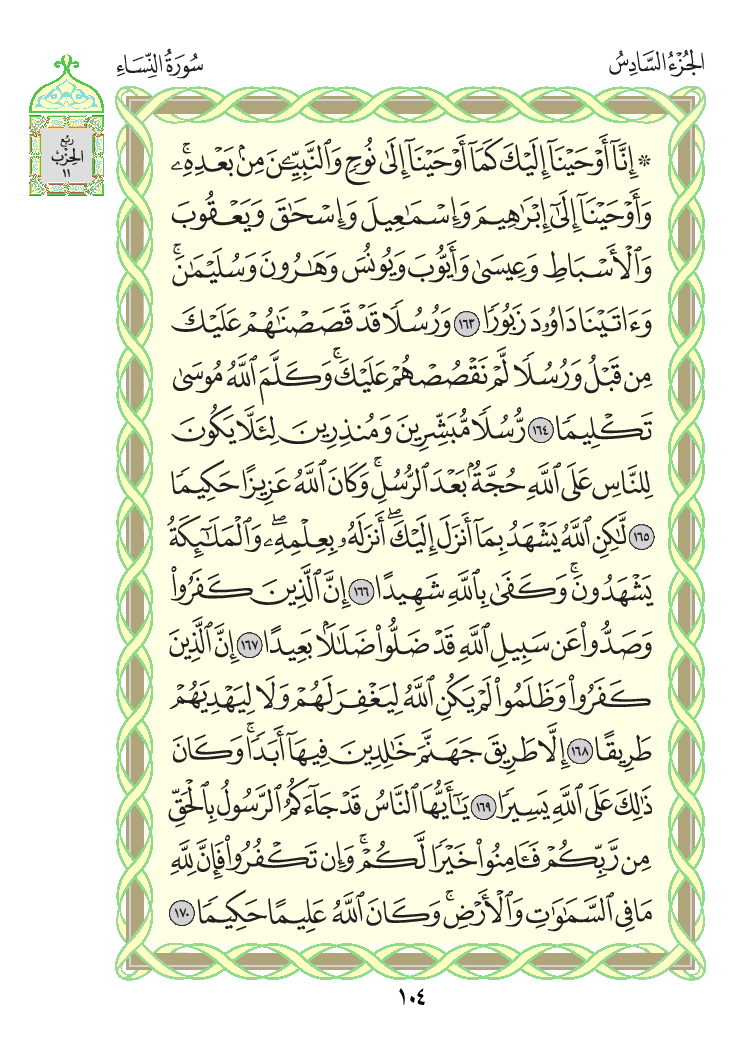 الجُزْءُ السَّادِسُ
سُورَةُ النِّسَاءِ
ربع
الحِزْب
١١
* إِنَّآ أَوْحَيْنَآ إِلَيْكَ كَمَآ أَوْحَيْنَآ إِلَىٰ نُوحٍ وَٱلنَّبِيِّـۧنَ مِنۢ بَعْدِهِۦۚ
وَأَوْحَيْنَآ إِلَىٰٓ إِبْرَٰهِيمَ وَإِسْمَٰعِيلَ وَإِسْحَٰقَ وَيَعْقُوبَ
وَٱلْأَسْبَاطِ وَعِيسَىٰ وَأَيُّوبَ وَيُونُسَ وَهَٰرُونَ وَسُلَيْمَٰنَۚ
وَءَاتَيْنَا دَاوُۥدَ زَبُورًا ١٦٣ وَرُسُلًا قَدْ قَصَصْنَٰهُمْ عَلَيْكَ
مِن قَبْلُ وَرُسُلًا لَّمْ نَقْصُصْهُمْ عَلَيْكَۚ وَكَلَّمَ ٱللَّهُ مُوسَىٰ
تَكْلِيمًا ١٦٤ رُّسُلًا مُّبَشِّرِينَ وَمُنذِرِينَ لِئَلَّا يَكُونَ
لِلنَّاسِ عَلَى ٱللَّهِ حُجَّةٌۢ بَعْدَ ٱلرُّسُلِۚ وَكَانَ ٱللَّهُ عَزِيزًا حَكِيمًا
١٦٥ لَّٰكِنِ ٱللَّهُ يَشْهَدُ بِمَآ أَنزَلَ إِلَيْكَۖ أَنزَلَهُۥ بِعِلْمِهِۦۖ وَٱلْمَلَٰٓئِكَةُ
يَشْهَدُونَۚ وَكَفَىٰ بِٱللَّهِ شَهِيدًا ١٦٦ إِنَّ ٱلَّذِينَ كَفَرُوا۟
وَصَدُّوا۟ عَن سَبِيلِ ٱللَّهِ قَدْ ضَلُّوا۟ ضَلَٰلًۢا بَعِيدًا ١٦٧ إِنَّ ٱلَّذِينَ
كَفَرُوا۟ وَظَلَمُوا۟ لَمْ يَكُنِ ٱللَّهُ لِيَغْفِرَ لَهُمْ وَلَا لِيَهْدِيَهُمْ
طَرِيقًا ١٦٨ إِلَّا طَرِيقَ جَهَنَّمَ خَٰلِدِينَ فِيهَآ أَبَدًاۚ وَكَانَ
ذَٰلِكَ عَلَى ٱللَّهِ يَسِيرًا ١٦٩ يَٰٓأَيُّهَا ٱلنَّاسُ قَدْ جَآءَكُمُ ٱلرَّسُولُ بِٱلْحَقِّ
مِن رَّبِّكُمْ فَـَٔامِنُوا۟ خَيْرًا لَّكُمْۚ وَإِن تَكْفُرُوا۟ فَإِنَّ لِلَّهِ
مَا فِى ٱلسَّمَٰوَٰتِ وَٱلْأَرْضِۚ وَكَانَ ٱللَّهُ عَلِيمًا حَكِيمًا ١٧٠
١٠٤